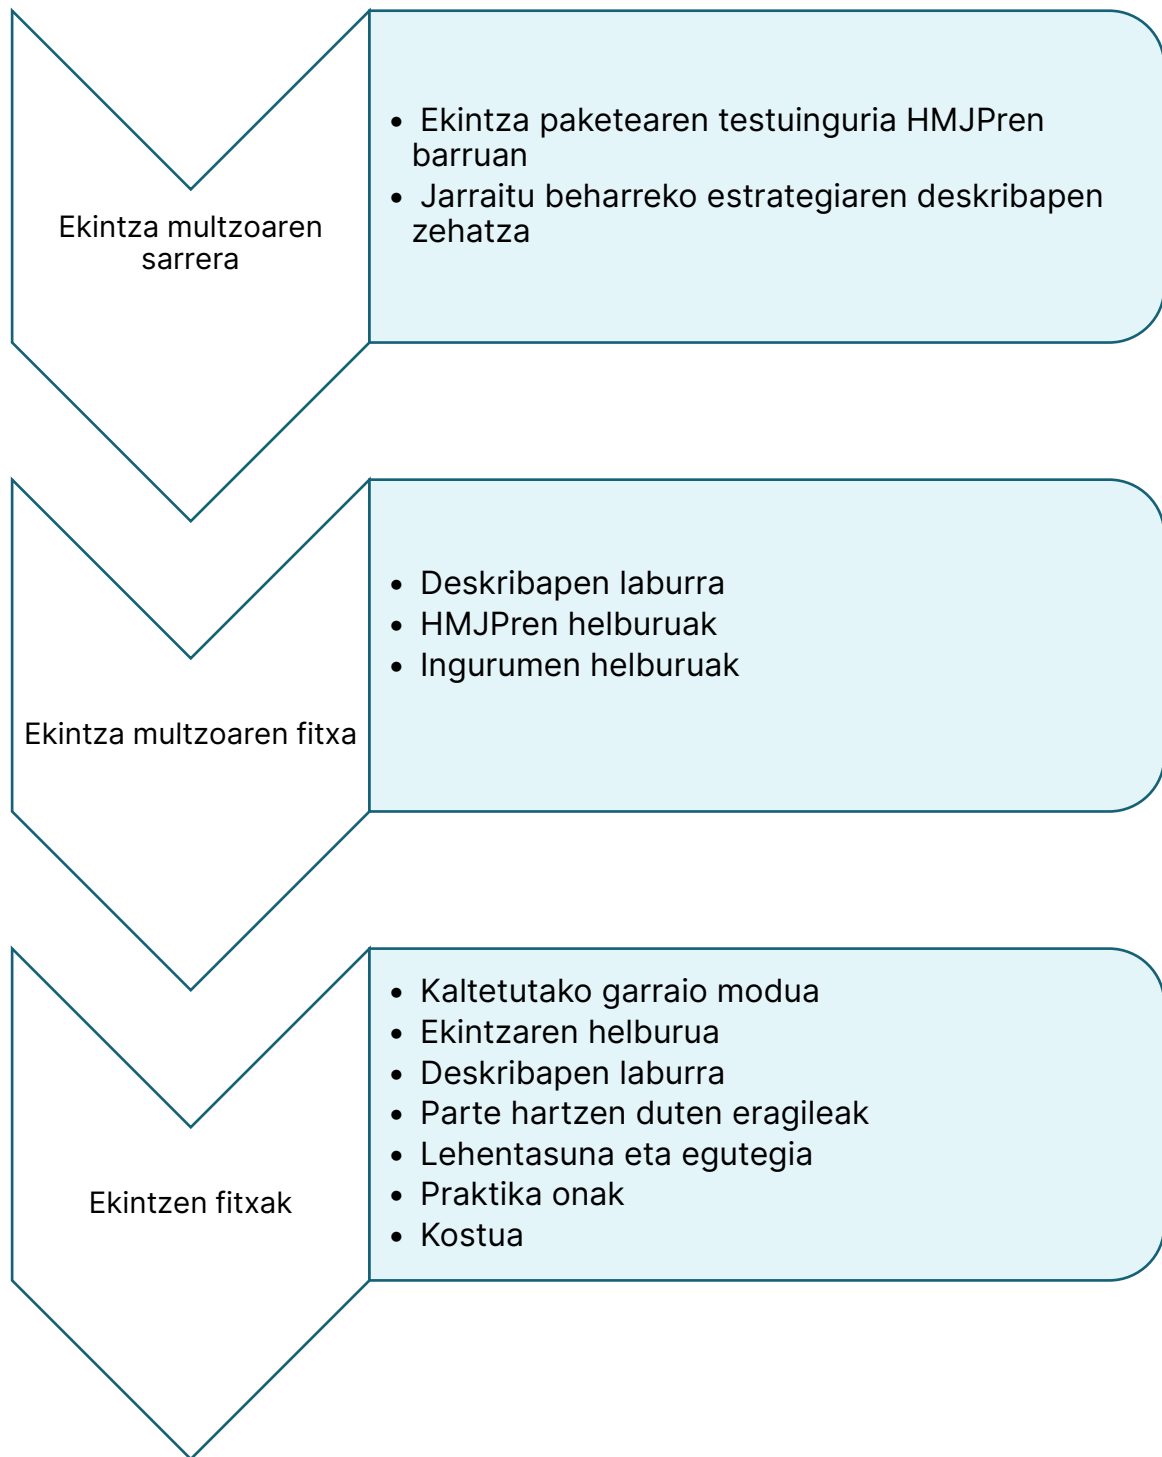 Ekintza multzoaren
sarrera
• Ekintza paketearen testuinguria HMJPren
barruan
• Jarraitu beharreko estrategiaren deskribapen
zehatza
Ekintza multzoaren fitxa
• Deskribapen laburra
• HMJPren helburuak
• Ingurumen helburuak
Ekintzen fitxak
• Kaltetutako garraio modua
• Ekintzaren helburua
• Deskribapen laburra
• Parte hartzen duten eragileak
• Lehentasuna eta egutegia
• Praktika onak
• Kostua